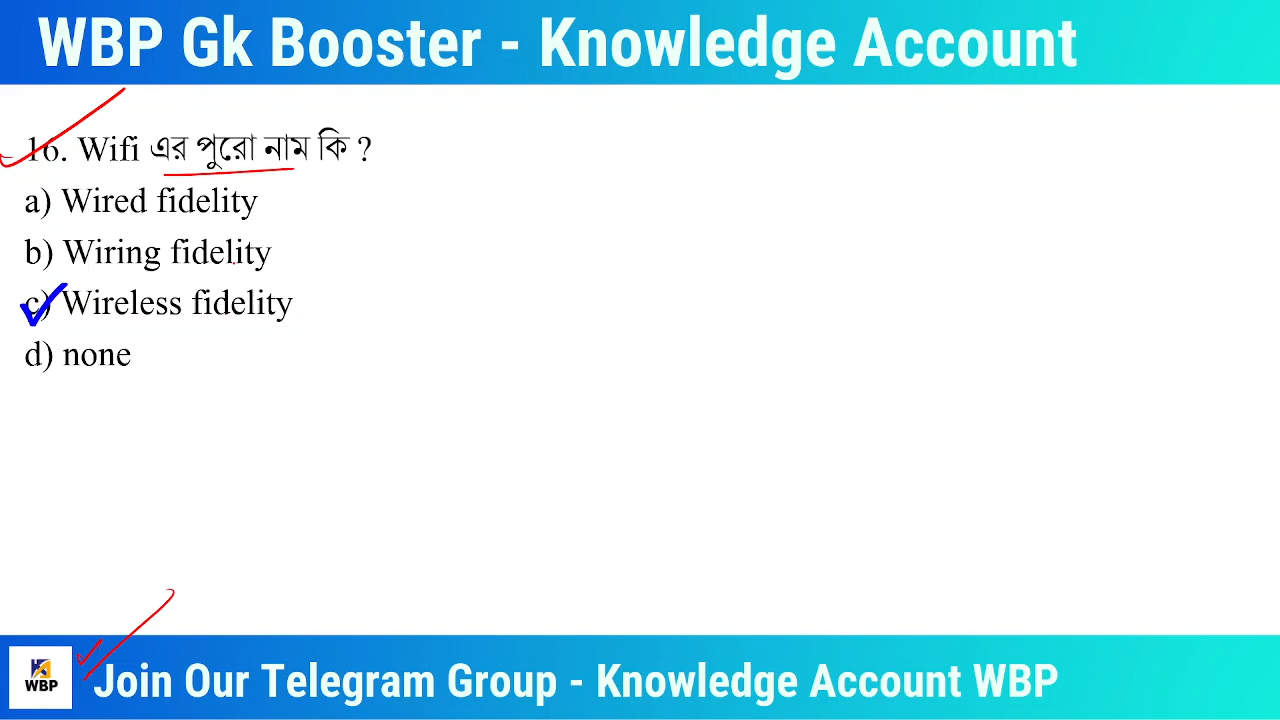 WBP Gk Booster - Knowledge Account
16. Wifi এর পুরো নাম কি ?
a) Wired fidelity
b) Wiring fidelity
c) Wireless fidelity
d) none
WBP
Join Our Telegram Group - Knowledge Account WBP